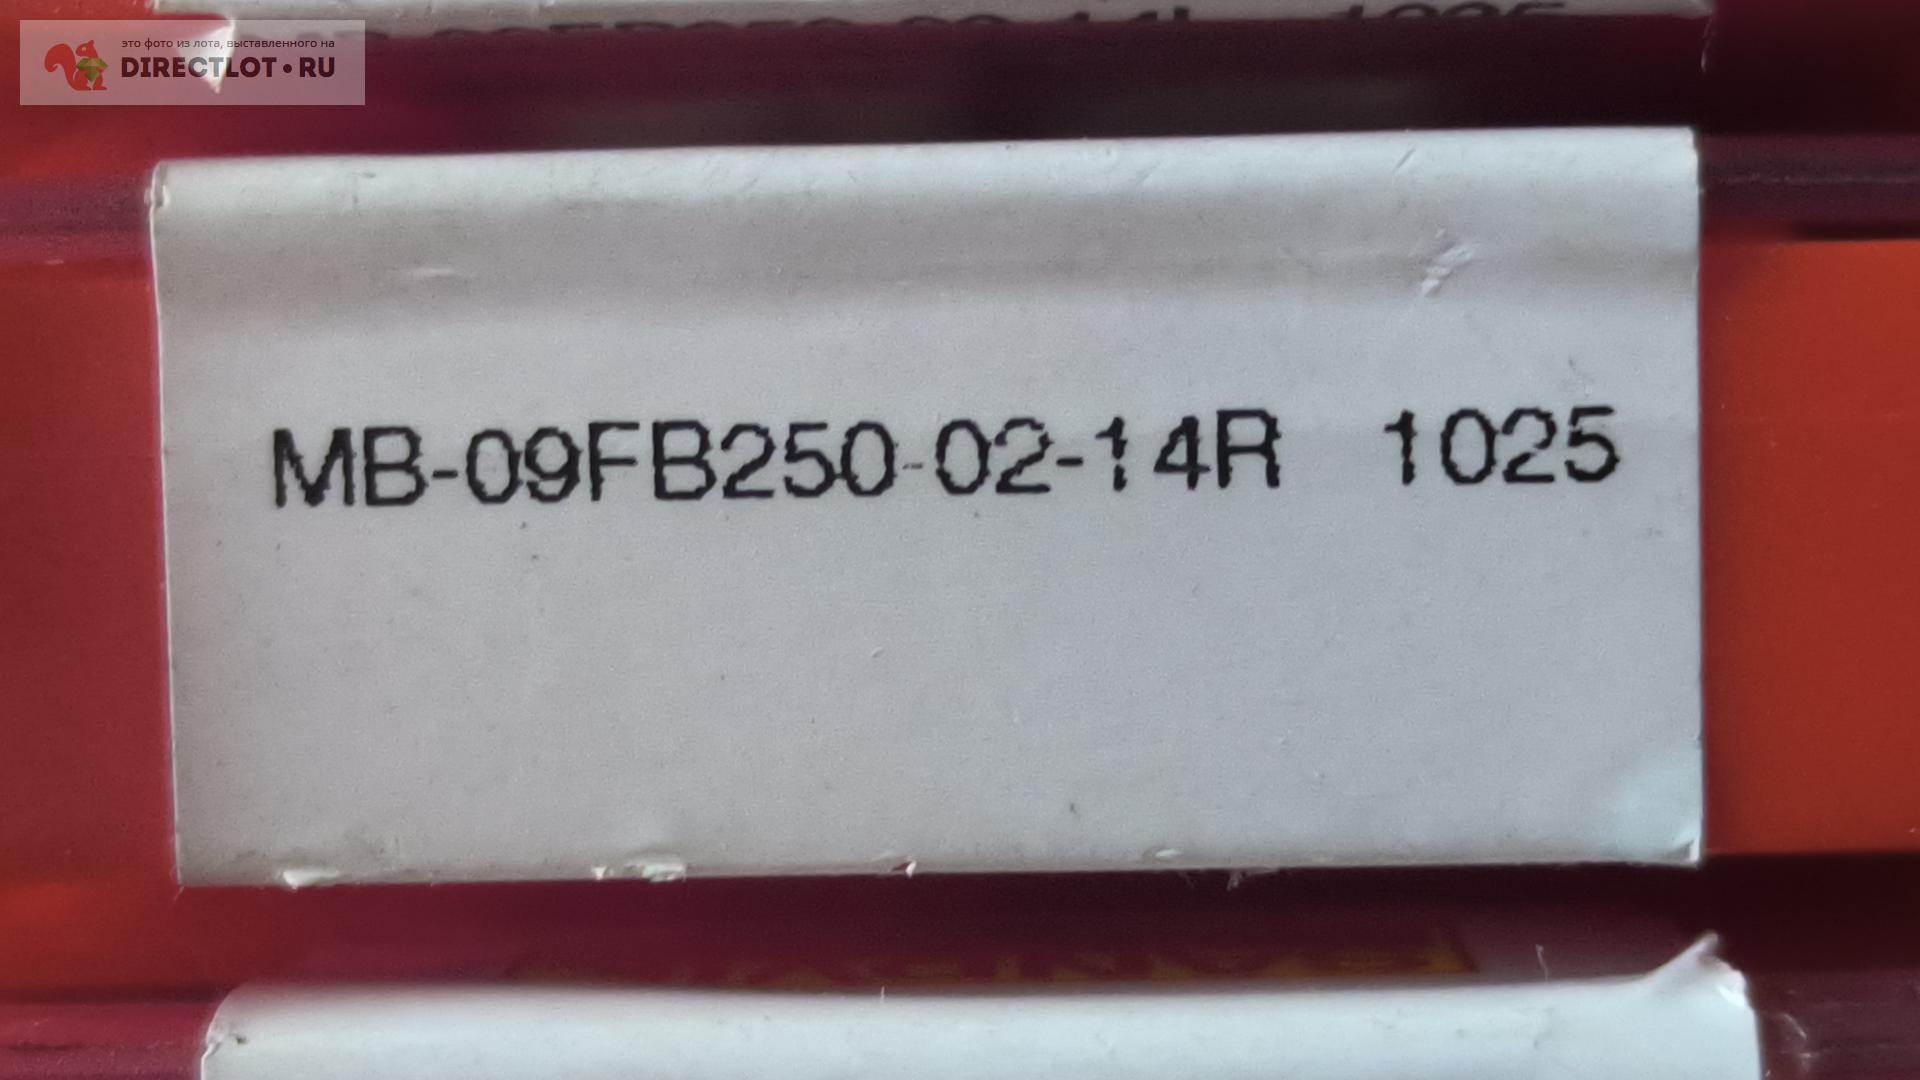 это фото из лота, выставленного на
DIRECTLOT•RU
MB-09FB250-02-14R 1025